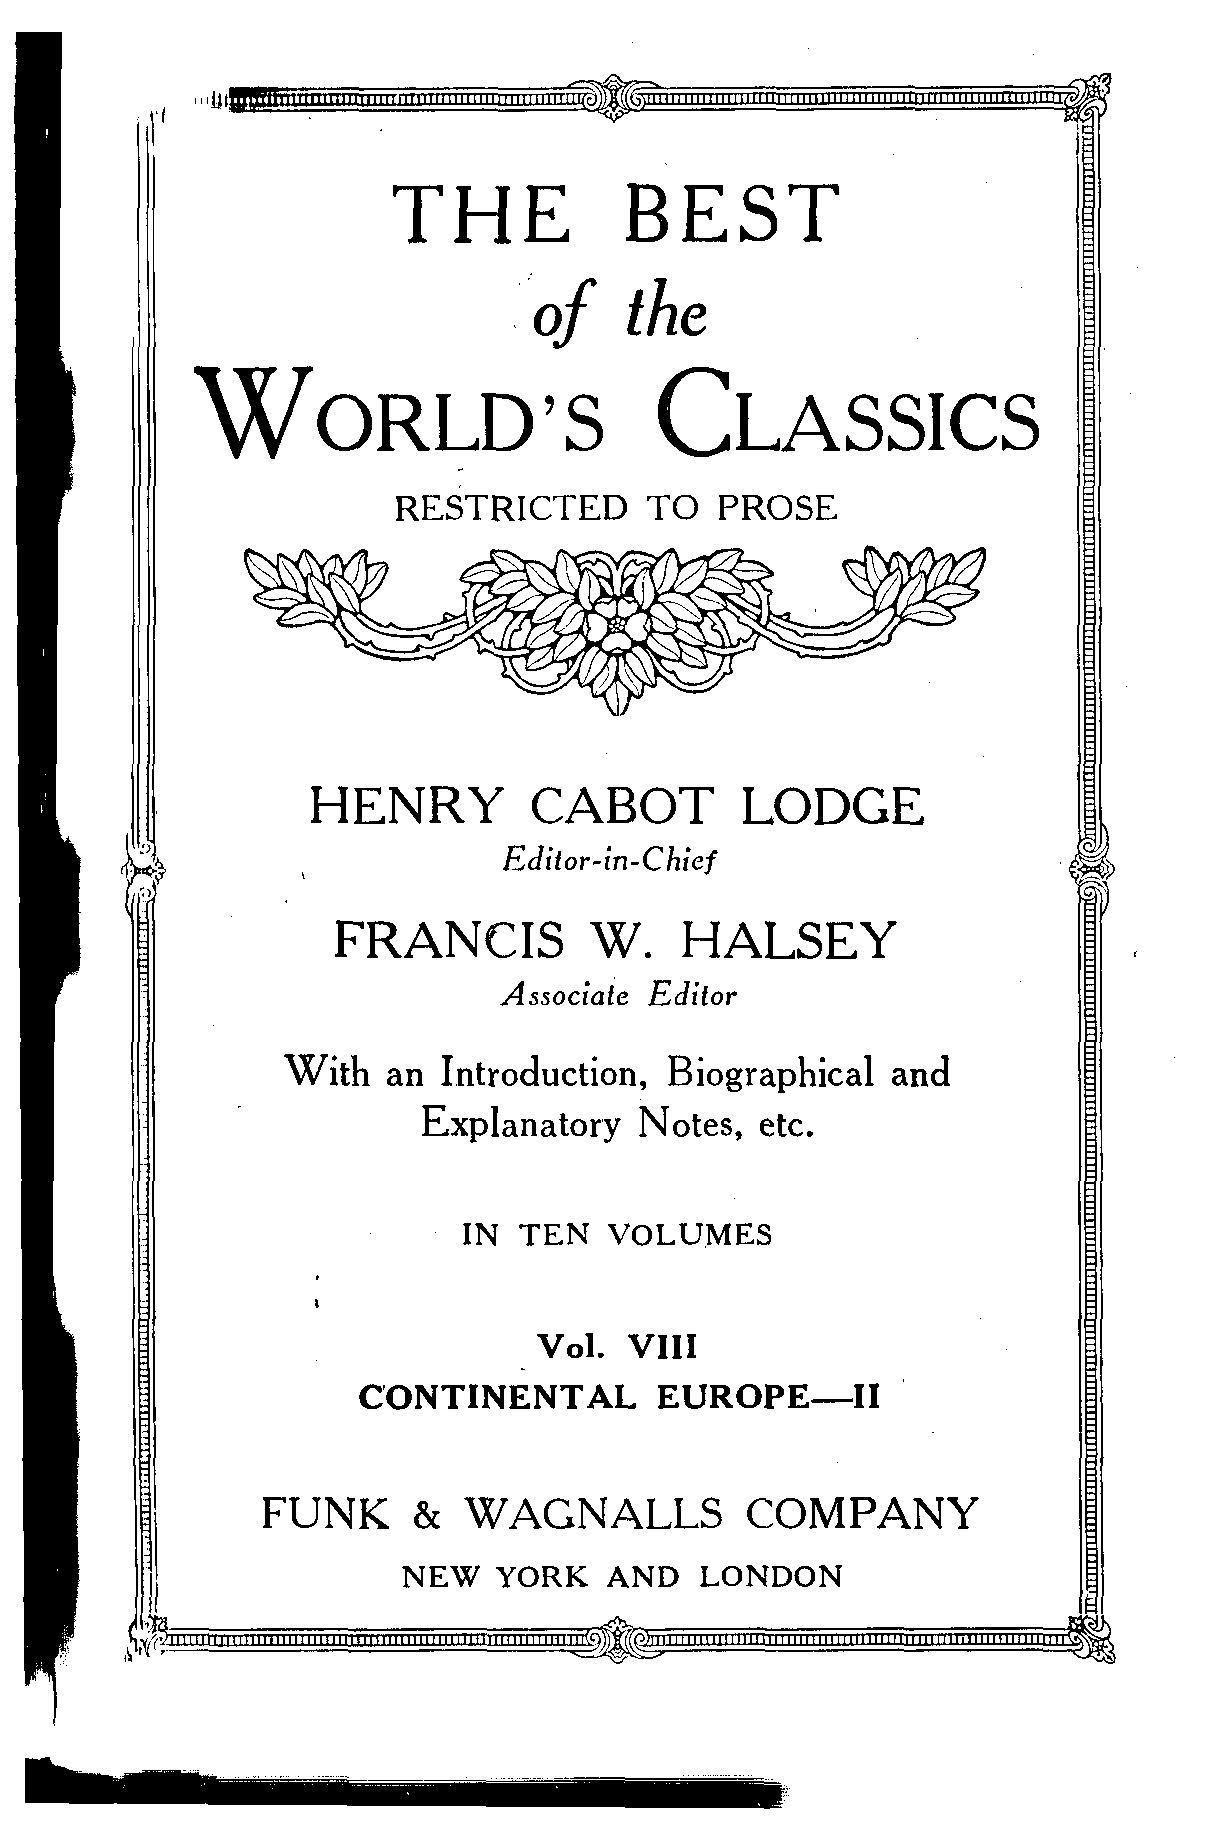 THE BEST
of the
WORLD'S CLASSICS
RESTRICTED TO PROSE
HENRY CABOT LODGE
Editor-in-Chief
FRANCIS W. HALSEY
Associate Editor
With an Introduction, Biographical and
Explanatory Notes, etc.
IN TEN VOLUMES
Vol. VIII
CONTINENTAL EUROPE—II
FUNK & WAGNALLS COMPANY
NEW YORK AND LONDON